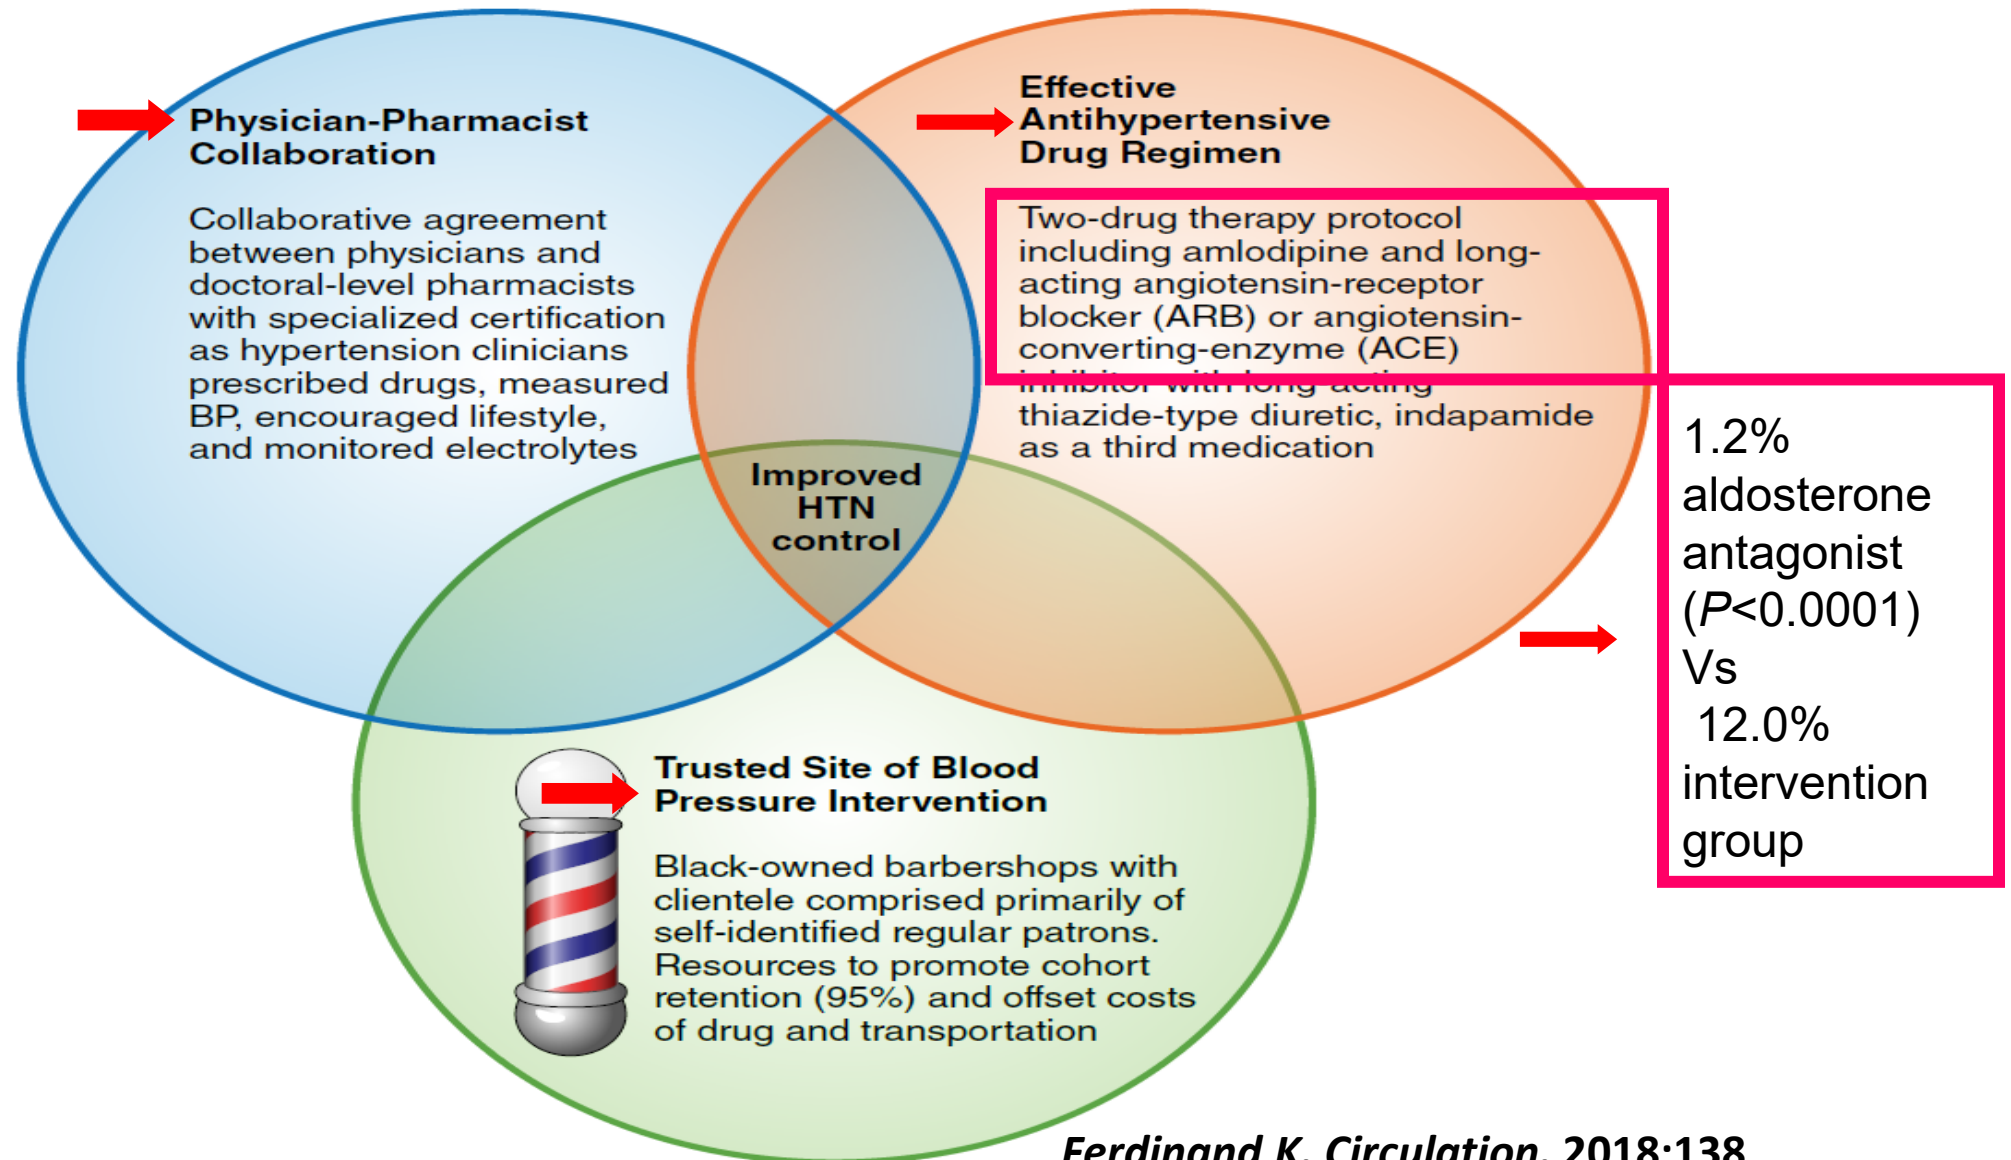 Physician-Pharmacist
Collaboration
Collaborative agreement
between physicians and
doctoral-level pharmacists
with specialized certification
as hypertension clinicians
prescribed drugs, measured
BP, encouraged lifestyle,
and monitored electrolytes
Effective
Antihypertensive
Drug Regimen
Two-drug therapy protocol
including amlodipine and long-
acting angiotensin-receptor
blocker (ARB) or angiotensin-
converting-enzyme (ACE)
inhibitor with long-acting
thiazide-type diuretic, indapamide
as a third medication
Improved
HTN
control
1.2%
aldosterone
antagonist
(P<0.0001)
Vs
12.0%
intervention
group
Trusted Site of Blood
Pressure Intervention
Black-owned barbershops with
clientele comprised primarily of
self-identified regular patrons.
Resources to promote cohort
retention (95%) and offset costs
of drug and transportation
Ferdinand K. Circulation. 2018;138